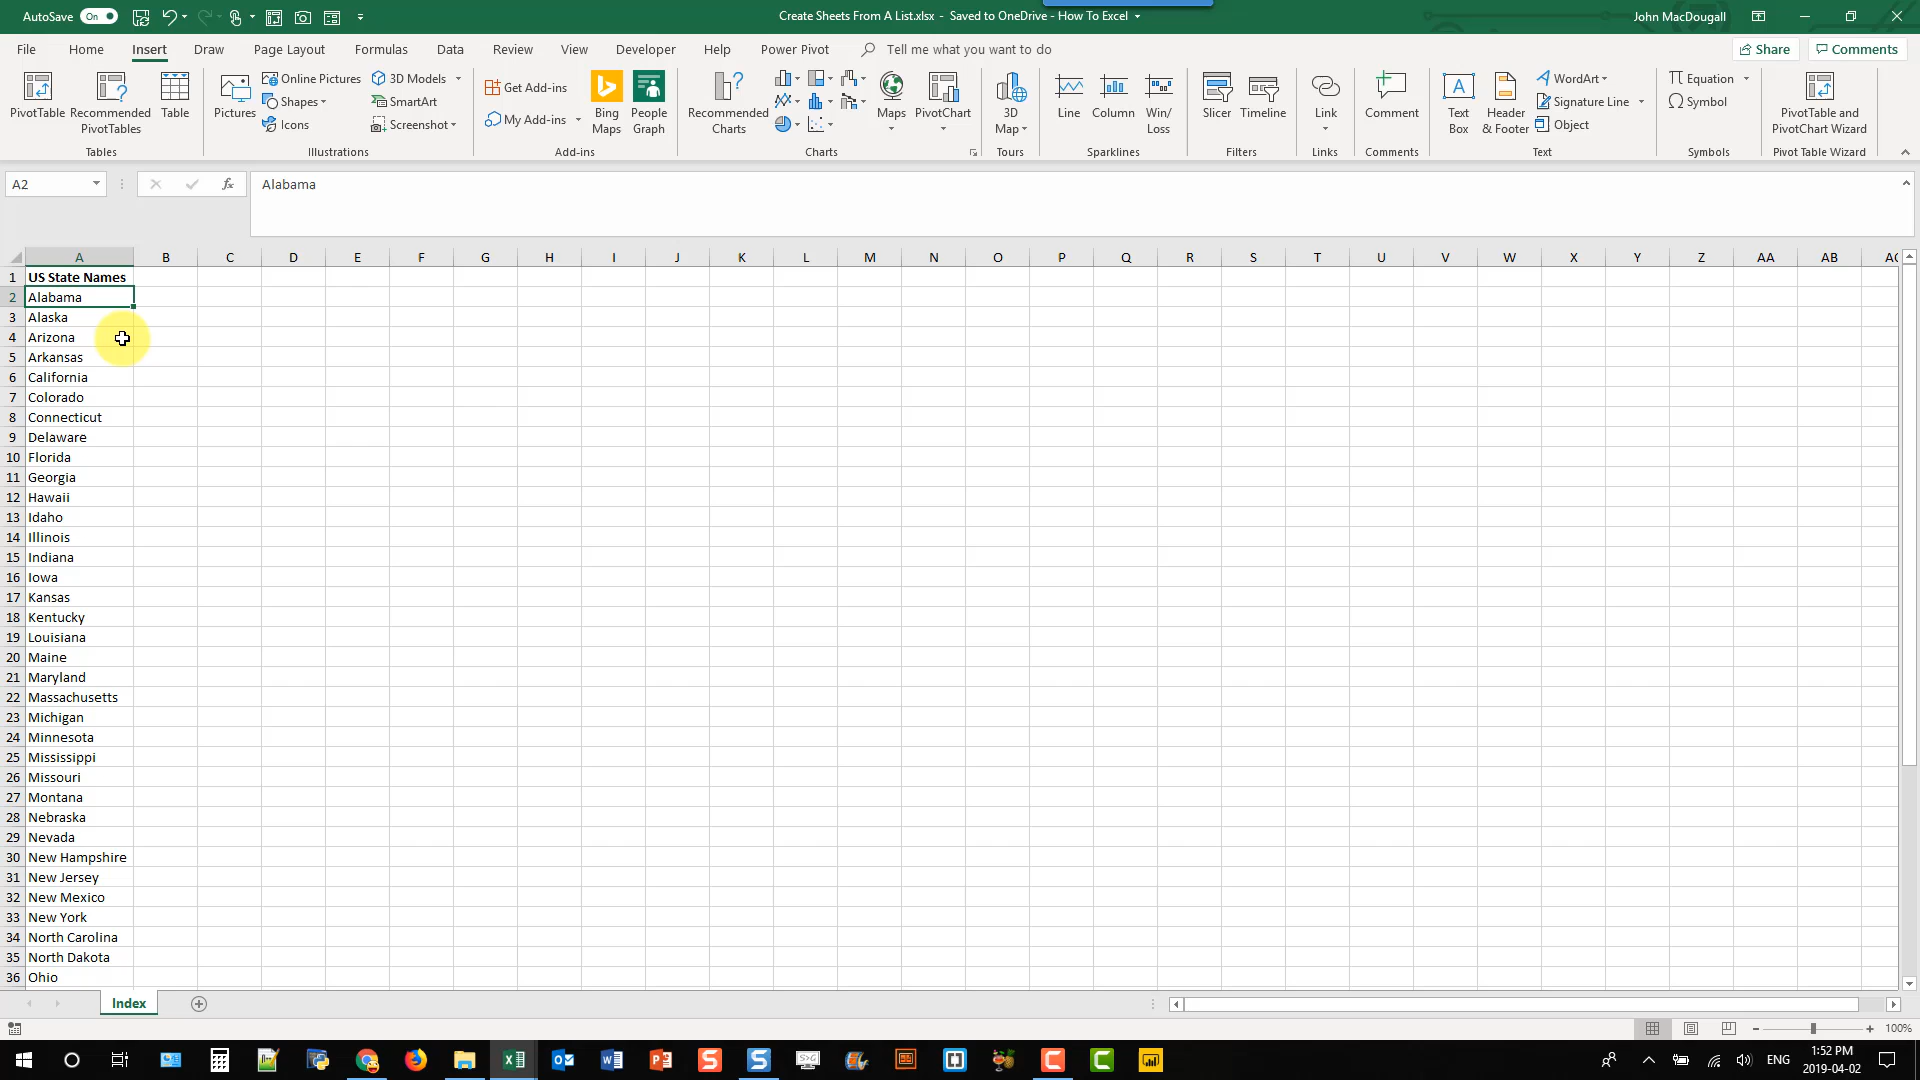 AutoSave On
Create Sheets From A List.xlsx - Saved to OneDrive - How To Excel
John MacDougall
File Home Insert Draw Page Layout Formulas Data Review View Developer Help Power Pivot Tell me what you want to do
Share Comments
PivotTable
Recommended
PivotTables
Table
Tables
Pictures
Online Pictures
Shapes
Icons
3D Models
SmartArt
Screenshot
Illustrations
Get Add-ins
My Add-ins
Bing
Maps
People
Graph
Add-ins
Recommended
Charts
Maps
PivotChart
Charts
3D
Map
Tours
Line
Column
Win/
Loss
Sparklines
Slicer
Timeline
Filters
Link
Links
Comment
Comments
A
Text
Box
Header
& Footer
WordArt
Signature Line
Object
Text
Equation
Symbol
Symbols
PivotTable and
PivotChart Wizard
Pivot Table Wizard
A2
fx
Alabama
A B C D E F G H I J K L M N O P Q R S T U V W X Y Z AA AB AC
1 US State Names
2 Alabama
3 Alaska
4 Arizona
5 Arkansas
6 California
7 Colorado
8 Connecticut
9 Delaware
10 Florida
11 Georgia
12 Hawaii
13 Idaho
14 Illinois
15 Indiana
16 Iowa
17 Kansas
18 Kentucky
19 Louisiana
20 Maine
21 Maryland
22 Massachusetts
23 Michigan
24 Minnesota
25 Mississippi
26 Missouri
27 Montana
28 Nebraska
29 Nevada
30 New Hampshire
31 New Jersey
32 New Mexico
33 New York
34 North Carolina
35 North Dakota
36 Ohio
Index
100%
ENG
1:52 PM
2019-04-02